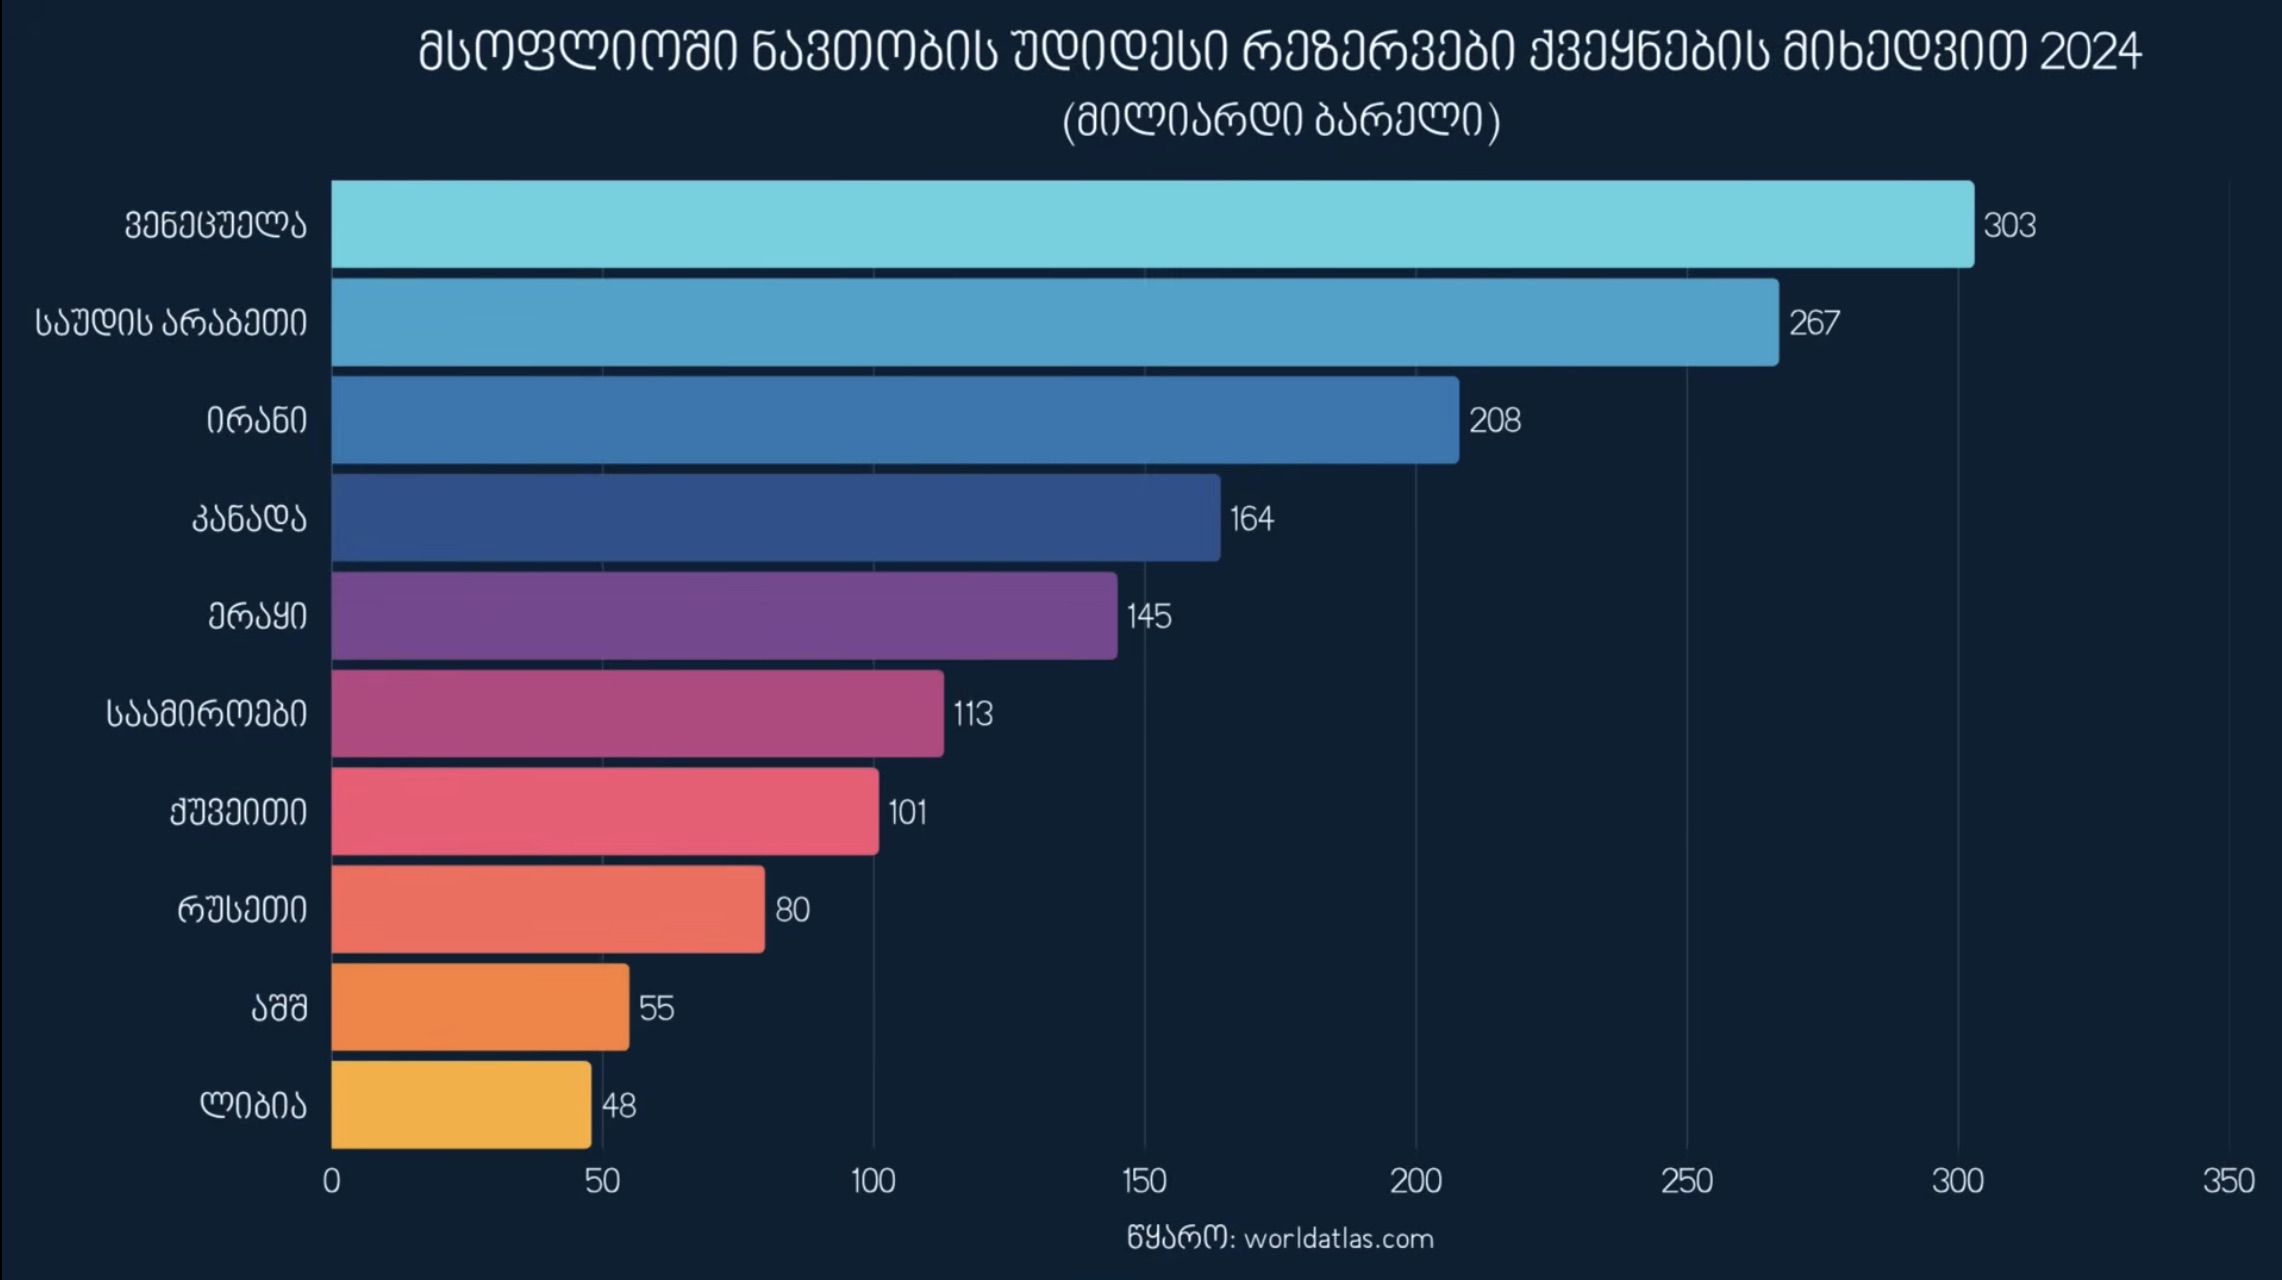 მსოფლიოში ნავთობის უდიდესი რეზერვები ქვეყნების მიხედვით 2024
(მილიარდი ბარელი)
ვენეცუელა 303
საუდის არაბეთი 267
ირანი 208
კანადა 164
ერაყი 145
საამიროები 113
ქუვეითი 101
რუსეთი 80
აშშ 55
ლიბია 48
0 50 100 150 200 250 300 350
წყარო: worldatlas.com